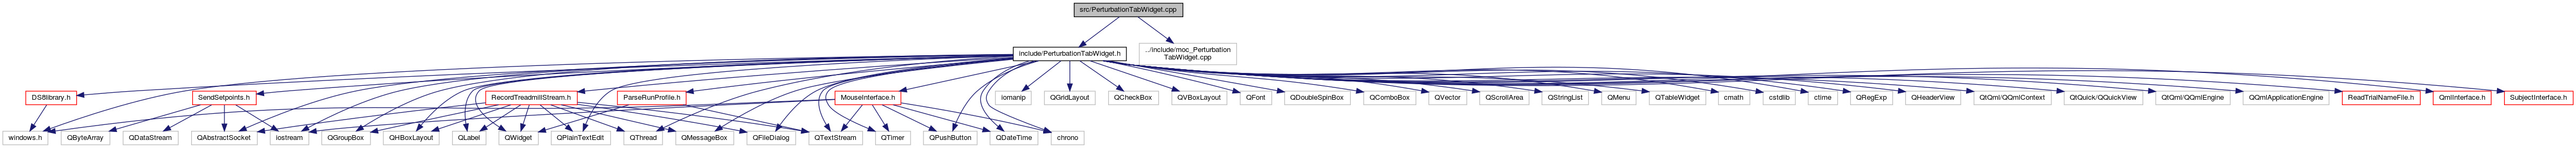 src/PerturbationTabWidget.cpp
include/PerturbationTabWidget.h
../include/moc_Perturbation
TabWidget.cpp
DS8library.h
SendSetpoints.h
RecordTreadmillStream.h
ParseRunProfile.h
MouseInterface.h
iomanip
QGridLayout
QCheckBox
QVBoxLayout
QFont
QDoubleSpinBox
QComboBox
QVector
QScrollArea
QStringList
QMenu
QTableWidget
cmath
cstdlib
ctime
QRegExp
QHeaderView
QtQml/QQmlContext
QtQuick/QQuickView
QtQml/QQmlEngine
QQmlApplicationEngine
ReadTrialNameFile.h
QmlInterface.h
SubjectInterface.h
windows.h
QByteArray
QDataStream
QAbstractSocket
iostream
QGroupBox
QHBoxLayout
QLabel
QWidget
QPlainTextEdit
QThread
QMessageBox
QFileDialog
QTextStream
QTimer
QPushButton
QDateTime
chrono